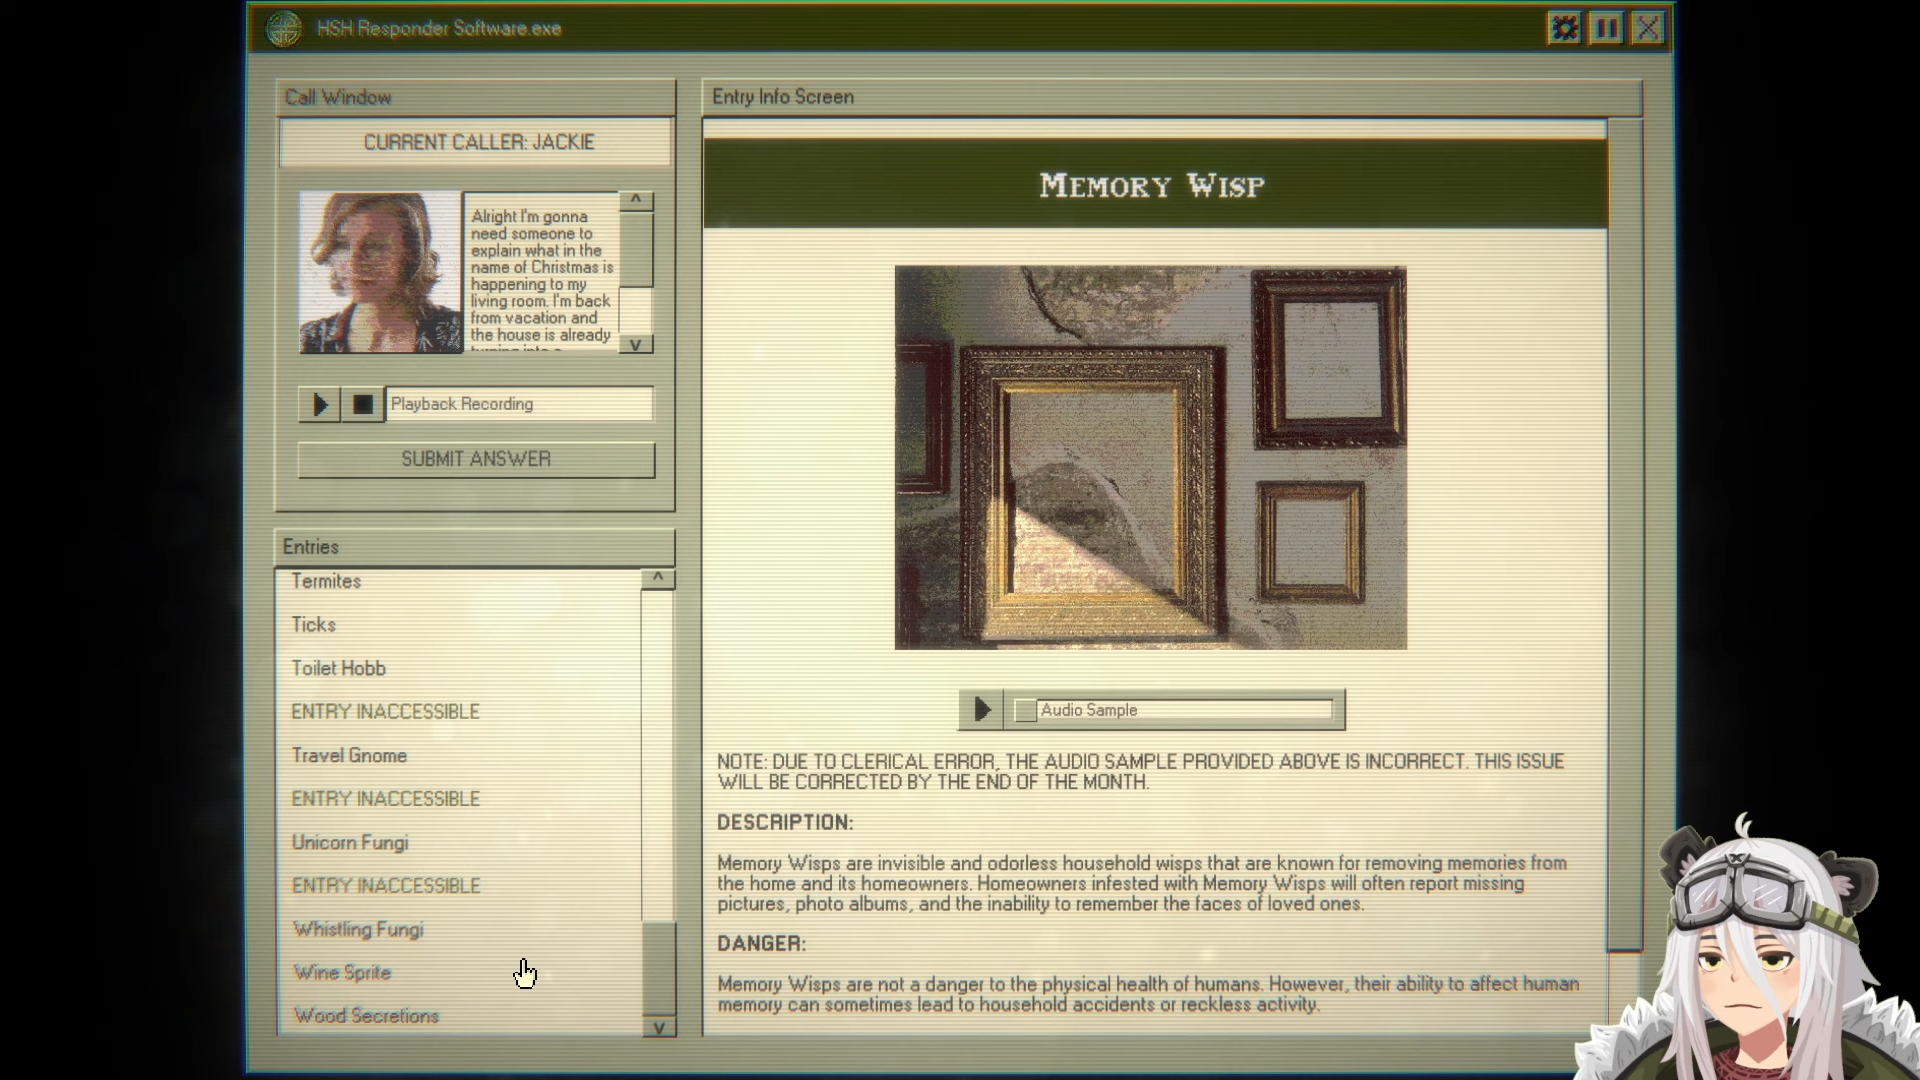 HSH Responder Software.exe
Call Window
CURRENT CALLER: JACKIE
Alright I'm gonna
need someone to
explain what in the
name of Christmas is
happening to my
living room. I'm back
from vacation and
the house is already
Playback Recording
SUBMIT ANSWER
Entries
Termites
Ticks
Toilet Hobb
ENTRY INACCESSIBLE
Travel Gnome
ENTRY INACCESSIBLE
Unicorn Fungi
ENTRY INACCESSIBLE
Whistling Fungi
Wine Sprite
Wood Secretions
Entry Info Screen
Memory Wisp
Audio Sample
NOTE: DUE TO CLERICAL ERROR, THE AUDIO SAMPLE PROVIDED ABOVE IS INCORRECT. THIS ISSUE
WILL BE CORRECTED BY THE END OF THE MONTH.
DESCRIPTION:
Memory Wisps are invisible and odorless household wisps that are known for removing memories from
the home and its homeowners. Homeowners infested with Memory Wisps will often report missing
pictures, photo albums, and the inability to remember the faces of loved ones.
DANGER:
Memory Wisps are not a danger to the physical health of humans. However, their ability to affect human
memory can sometimes lead to household accidents or reckless activity.